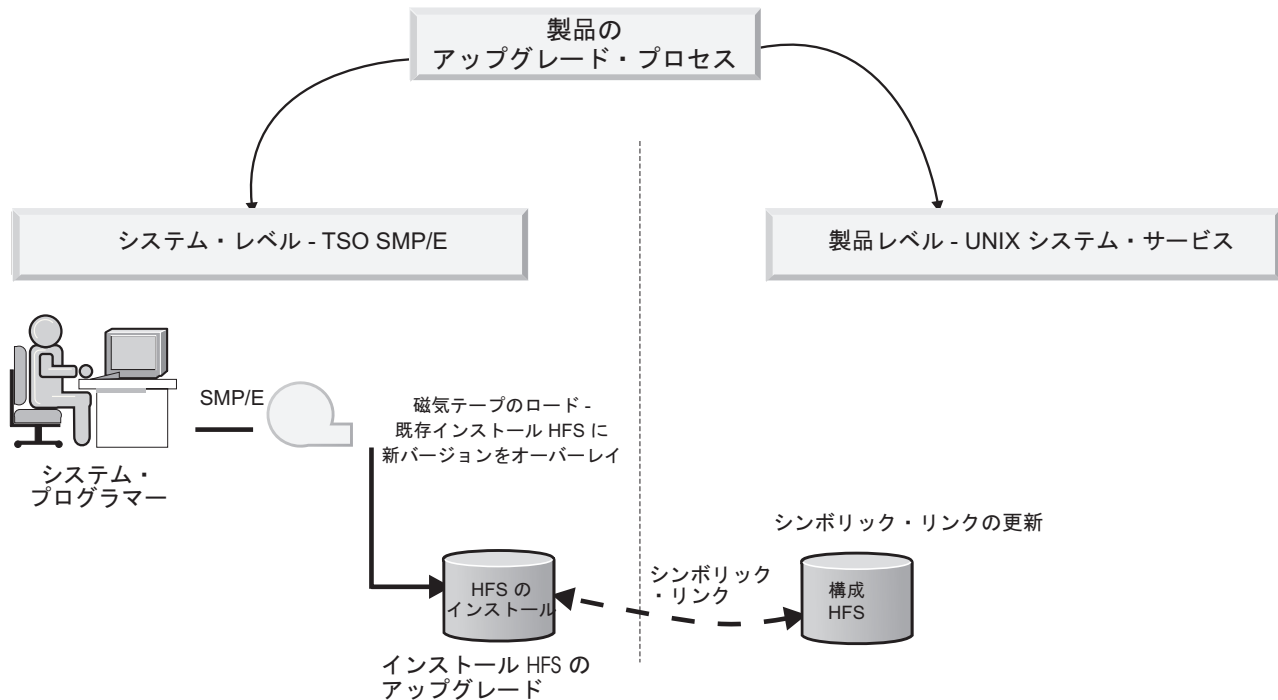 製品の
アップグレード・プロセス
システム・レベル - TSO SMP/E
製品レベル - UNIX システム・サービス
SMP/E
システム・
プログラマー
磁気テープのロード -
既存インストール HFS に
新バージョンをオーバーレイ
HFS の
インストール
インストール HFS の
アップグレード
シンボリック
・リンク
シンボリック・リンクの更新
構成
HFS